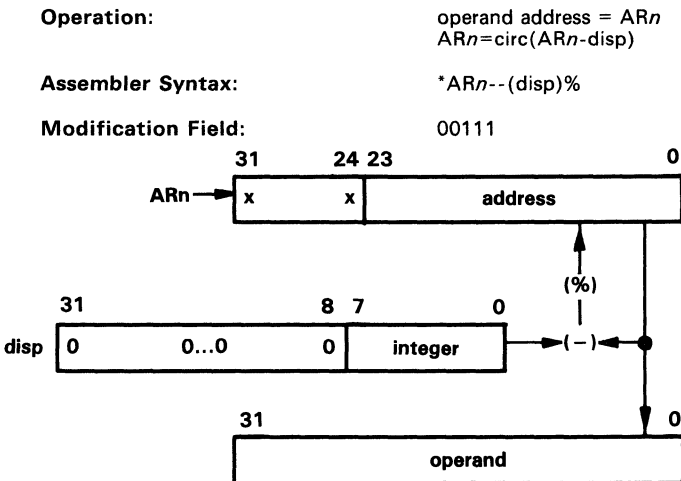 Operation: operand address = ARn
ARn=circ(ARn-disp)
Assembler Syntax: *ARn--(disp)%
Modification Field: 00111
31 24 23 0
ARn x x address
(%)
31 8 7 0
disp 0 0...0 0 integer (-)
31 0
operand